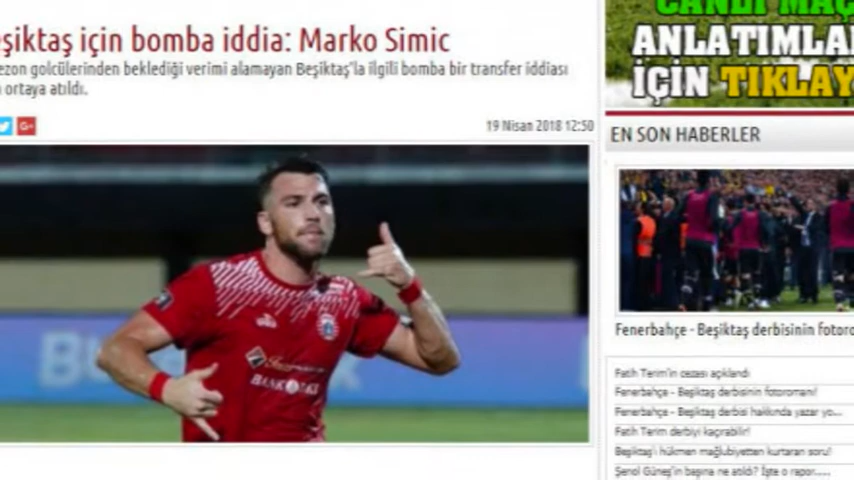 eşiktaş için bomba iddia: Marko Simic
ezon golcülerinden beklediği verimi alamayan Beşiktaş'la ilgili bomba bir transfer iddiası
ortaya atıldı.
19 Nisan 2018 12:50
BANK DKI
CANLI MAÇ
ANLATIMLA
İÇİN TIKLAY
EN SON HABERLER
Fenerbahçe - Beşiktaş derbisinin fotoro
Fatih Terim'in cezası açıklandı
Fenerbahçe - Beşiktaş derbisinin fotoromanı!
Fenerbahçe - Beşiktaş derbisi hakkında yazar yo...
Fatih Terim derbiyi kaçırabilir!
Beşiktaş'ı hükmen mağlubiyetten kurtaran soru!
Şenol Güneş'in başına ne atıldı? İşte o rapor.....